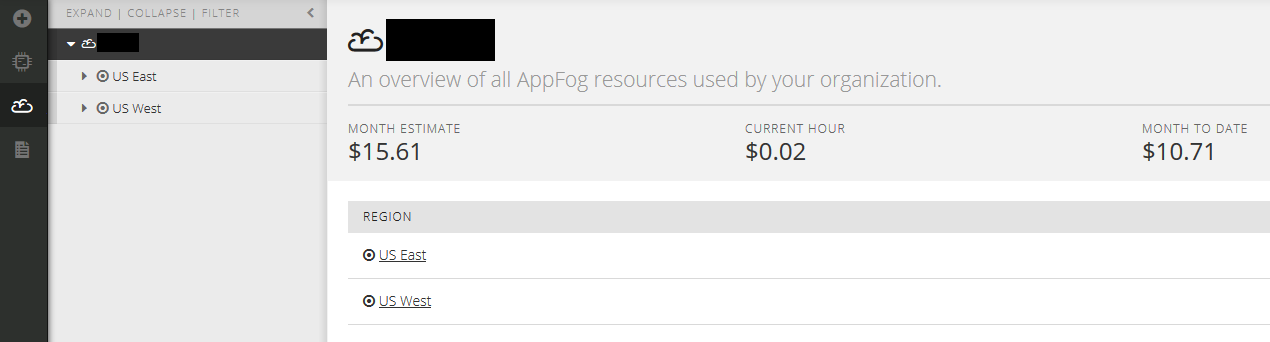 EXPAND | COLLAPSE | FILTER
US East
US West
An overview of all AppFog resources used by your organization.
MONTH ESTIMATE
$15.61
CURRENT HOUR
$0.02
MONTH TO DATE
$10.71
REGION
US East
US West